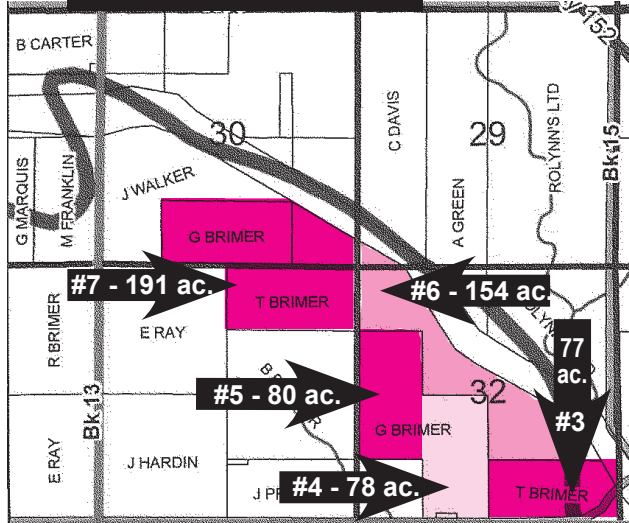 y 152
B CARTER
30
29
C DAVIS
ROLYNN'S LTD
Bk 15
G MARQUIS
M FRANKLIN
J WALKER
A GREEN
G BRIMER
#7 - 191 ac.
#6 - 154 ac.
T BRIMER
R BRIMER
E RAY
77
ac.
#3
#5 - 80 ac.
32
Bk 13
G BRIMER
E RAY
J HARDIN
#4 - 78 ac.
T BRIMER